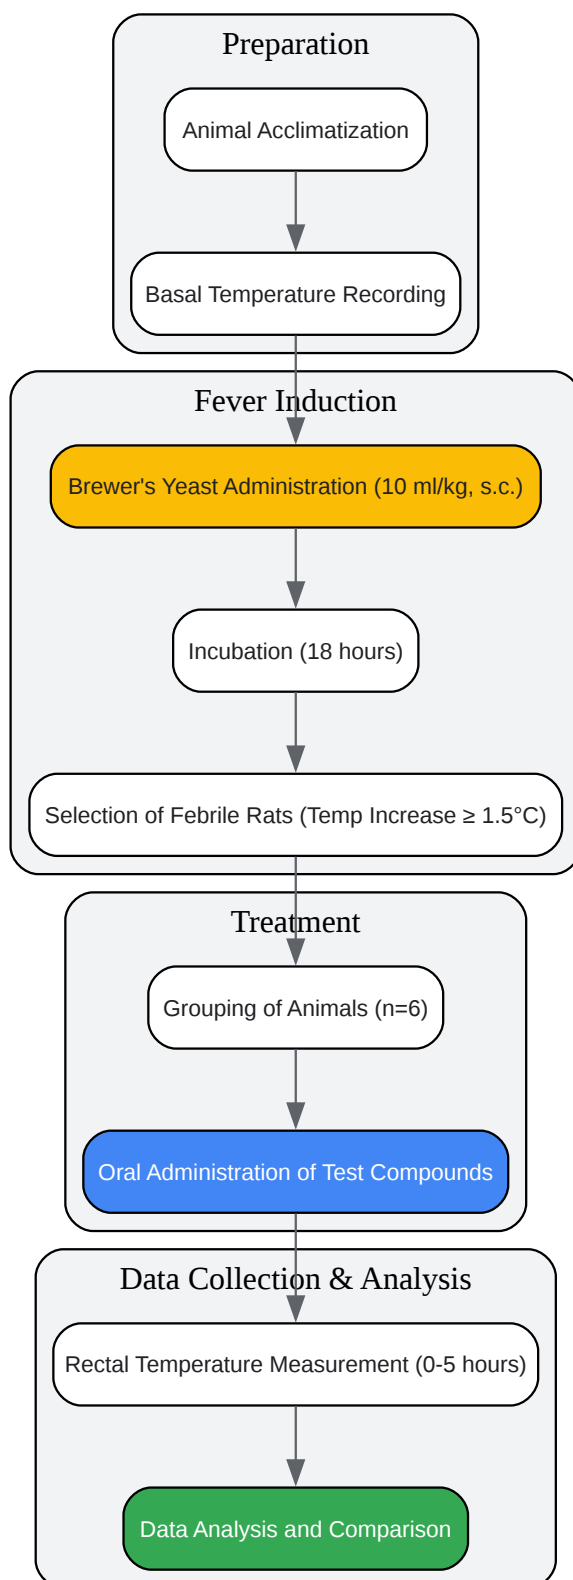 Preparation
Animal Acclimatization
Basal Temperature Recording
Fever Induction
Brewer's Yeast Administration (10 ml/kg, s.c.)
Incubation (18 hours)
Selection of Febrile Rats (Temp Increase ≥ 1.5°C)
Treatment
Grouping of Animals (n=6)
Oral Administration of Test Compounds
Data Collection & Analysis
Rectal Temperature Measurement (0-5 hours)
Data Analysis and Comparison